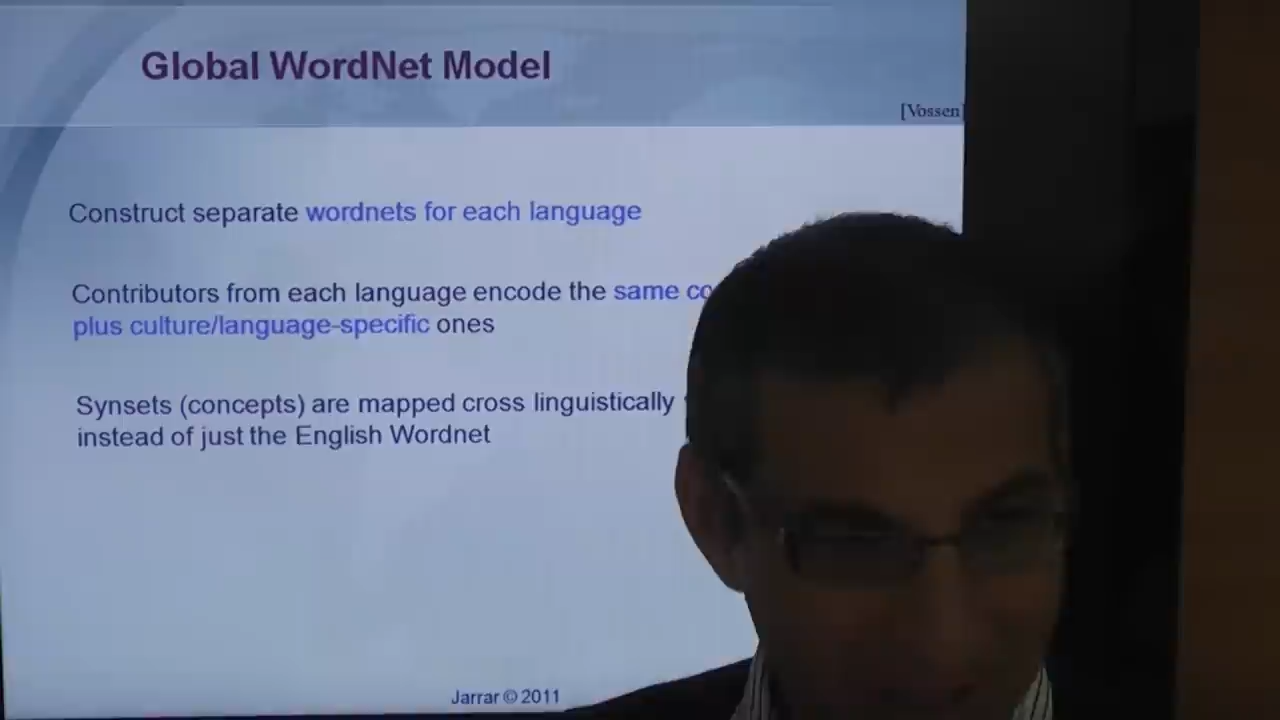 Global WordNet Model
[Vossen]
Construct separate wordnets for each language
Contributors from each language encode the same
plus culture/language-specific ones
Synsets (concepts) are mapped cross linguistically
instead of just the English Wordnet
Jarrar © 2011